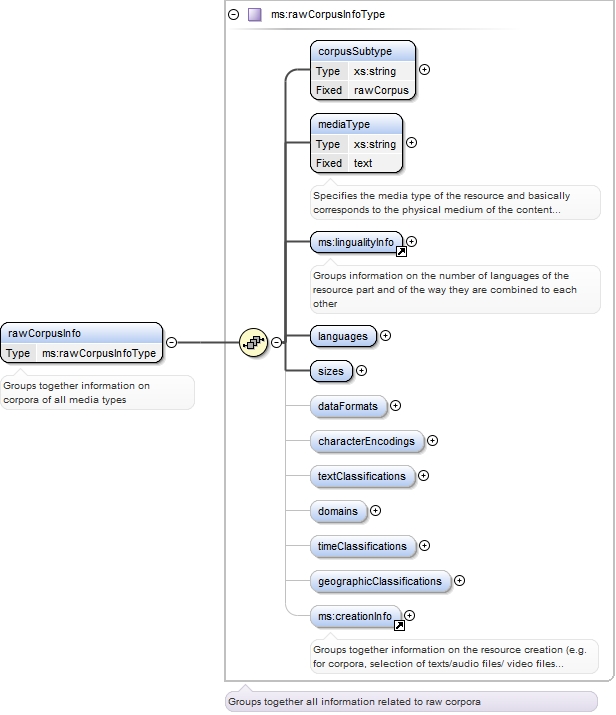 ms:rawCorpusInfoType
corpusSubtype
Type xs:string
Fixed rawCorpus
mediaType
Type xs:string
Fixed text
Specifies the media type of the resource and basically
corresponds to the physical medium of the content...
ms:lingualityInfo
Groups information on the number of languages of the
resource part and of the way they are combined to each
other
rawCorpusInfo
Type ms:rawCorpusInfoType
Groups together information on
corpora of all media types
languages
sizes
dataFormats
characterEncodings
textClassifications
domains
timeClassifications
geographicClassifications
ms:creationInfo
Groups together information on the resource creation (e.g.
for corpora, selection of texts/audio files/ video files...
Groups together all information related to raw corpora